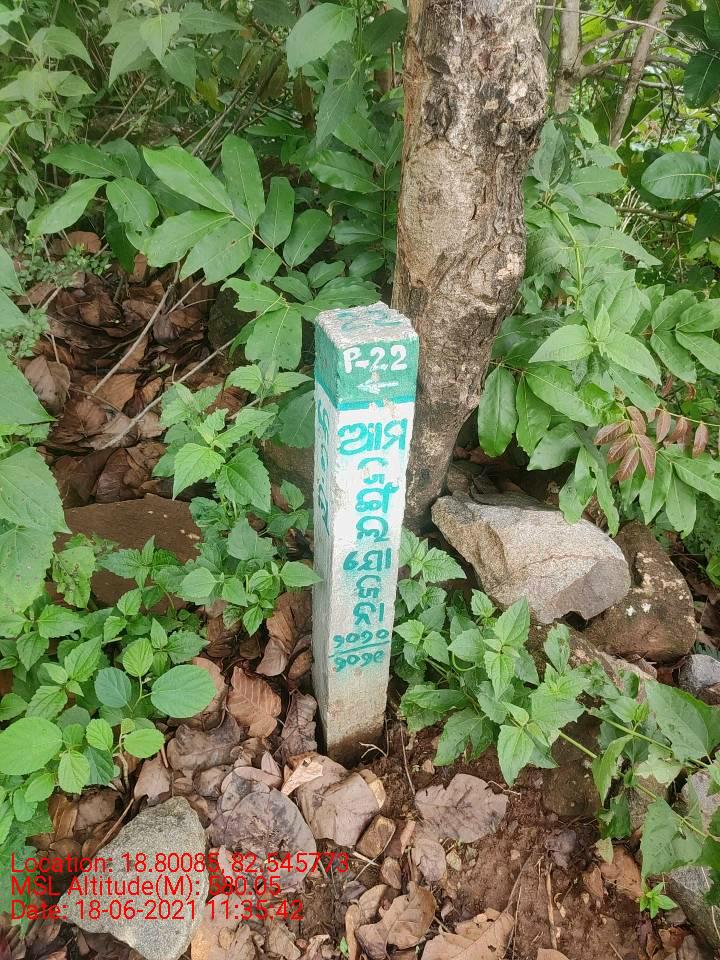 P-22
←
ଆମ
ଜଙ୍ଗଲ
ଯୋଜନା
୨୦୨୦
୨୦୨୧
Location: 18.80085, 82.545773
MSL Altitude(M): 580.05
Date: 18-06-2021 11:35:42